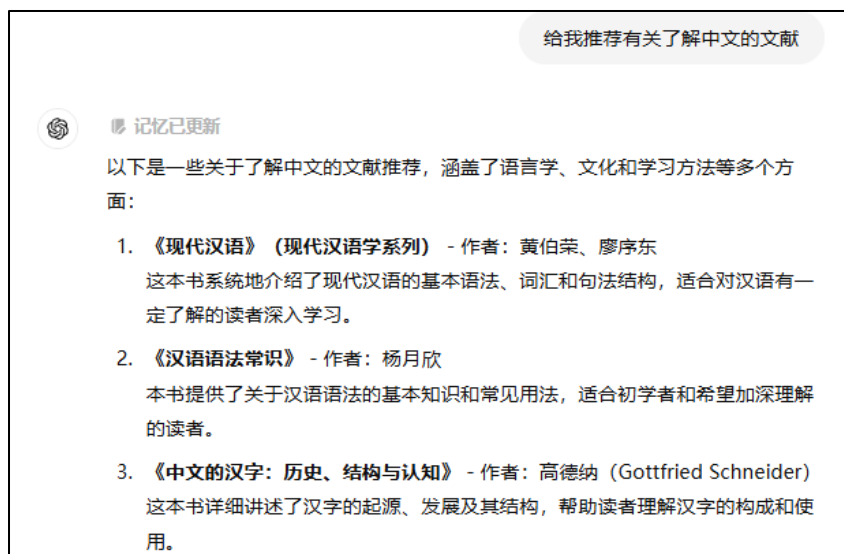 给我推荐有关了解中文的文献
记忆已更新
以下是一些关于了解中文的文献推荐，涵盖了语言学、文化和学习方法等多个方
面：
1. 《现代汉语》（现代汉语学系列） - 作者：黄伯荣、廖序东
这本书系统地介绍了现代汉语的基本语法、词汇和句法结构，适合对汉语有一
定了解的读者深入学习。
2. 《汉语语法常识》 - 作者：杨月欣
本书提供了关于汉语语法的基本知识和常见用法，适合初学者和希望加深理解
的读者。
3. 《中文的汉字：历史、结构与认知》 - 作者：高德纳（Gottfried Schneider）
这本书详细讲述了汉字的起源、发展及其结构，帮助读者理解汉字的构成和使
用。